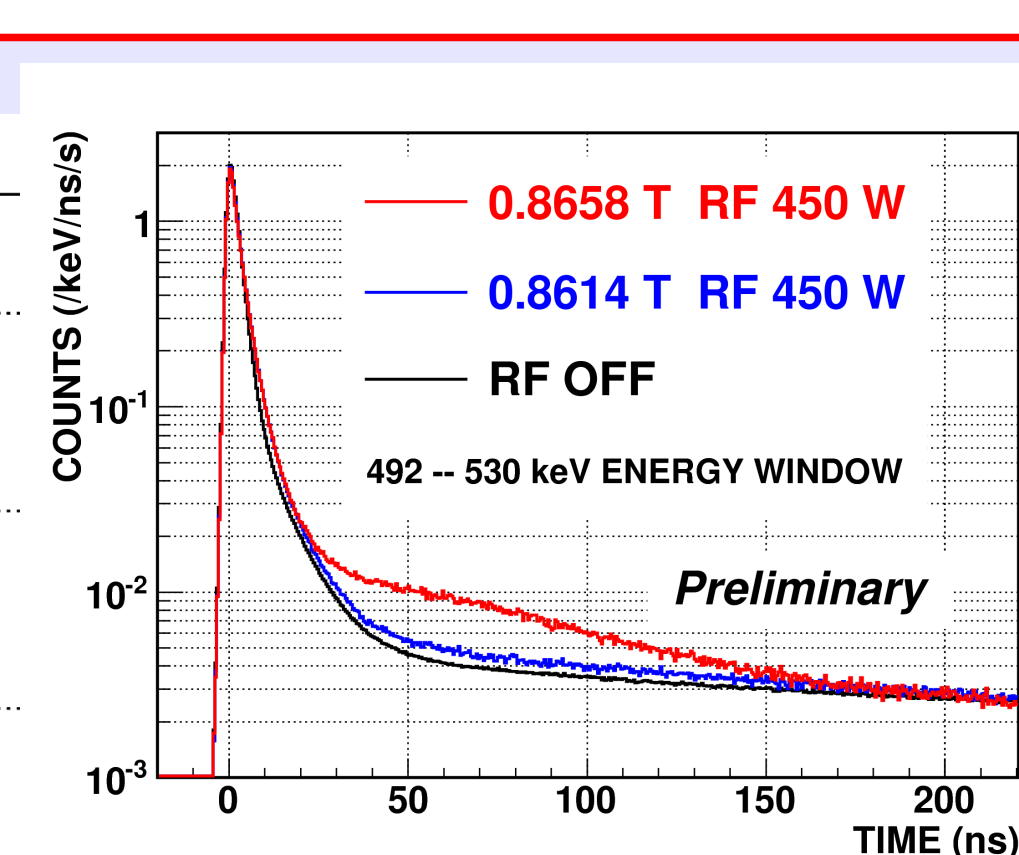 COUNTS (/keV/ns/s)
1
10-1
10-2
10-3
0.8658 T RF 450 W
0.8614 T RF 450 W
RF OFF
492 -- 530 keV ENERGY WINDOW
Preliminary
0 50 100 150 200
TIME (ns)